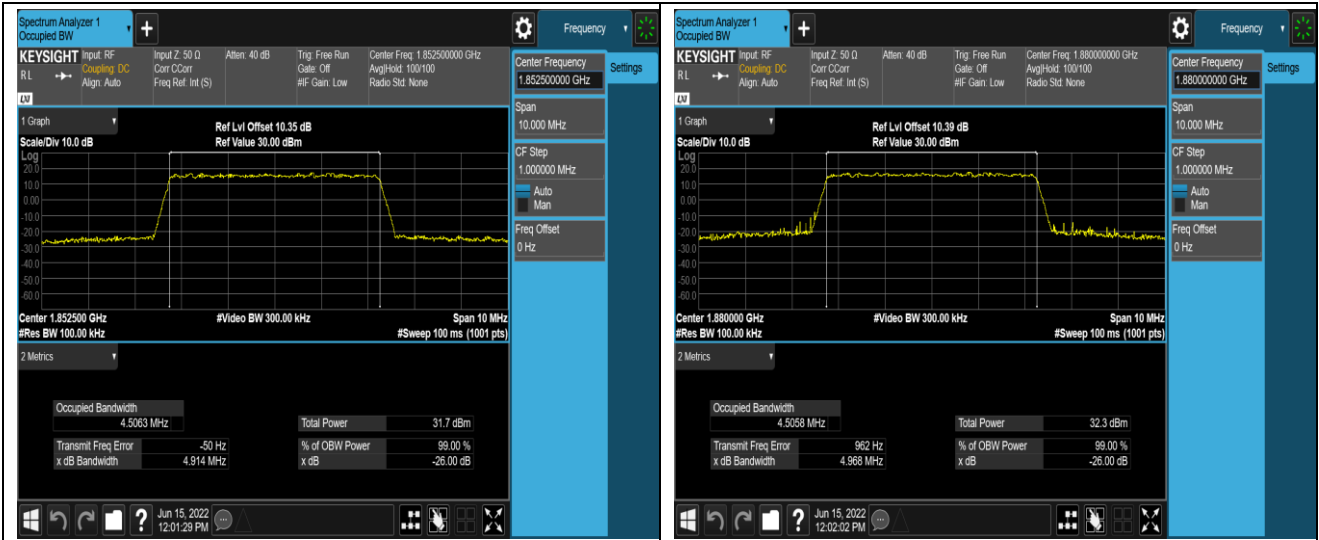 Spectrum Analyzer 1
Occupied BW
+
Frequency
KEYSIGHT
Input: RF
Coupling: DC
Align: Auto
Input Z: 50 Ω
Corr CCorr
Freq Ref: Int (S)
Atten: 40 dB
Trig: Free Run
Gate: Off
#IF Gain: Low
Center Freq: 1.852500000 GHz
Avg|Hold: 100/100
Radio Std: None
RL
LXI
Center Frequency
1.852500000 GHz
Settings
Span
10.000 MHz
CF Step
1.000000 MHz
Auto
Man
Freq Offset
0 Hz
1 Graph
Ref Lvl Offset 10.35 dB
Scale/Div 10.0 dB
Ref Value 30.00 dBm
Log
20.0
10.0
0.00
-10.0
-20.0
-30.0
-40.0
-50.0
-60.0
Center 1.852500 GHz
#Video BW 300.00 kHz
Span 10 MHz
#Res BW 100.00 kHz
#Sweep 100 ms (1001 pts)
2 Metrics
Occupied Bandwidth
4.5063 MHz
Total Power 31.7 dBm
Transmit Freq Error -50 Hz
% of OBW Power 99.00 %
x dB Bandwidth 4.914 MHz
x dB -26.00 dB
?
Jun 15, 2022
12:01:29 PM
Spectrum Analyzer 1
Occupied BW
+
Frequency
KEYSIGHT
Input: RF
Coupling: DC
Align: Auto
Input Z: 50 Ω
Corr CCorr
Freq Ref: Int (S)
Atten: 40 dB
Trig: Free Run
Gate: Off
#IF Gain: Low
Center Freq: 1.880000000 GHz
Avg|Hold: 100/100
Radio Std: None
RL
LXI
Center Frequency
1.880000000 GHz
Settings
Span
10.000 MHz
CF Step
1.000000 MHz
Auto
Man
Freq Offset
0 Hz
1 Graph
Ref Lvl Offset 10.39 dB
Scale/Div 10.0 dB
Ref Value 30.00 dBm
Log
20.0
10.0
0.00
-10.0
-20.0
-30.0
-40.0
-50.0
-60.0
Center 1.880000 GHz
#Video BW 300.00 kHz
Span 10 MHz
#Res BW 100.00 kHz
#Sweep 100 ms (1001 pts)
2 Metrics
Occupied Bandwidth
4.5058 MHz
Total Power 32.3 dBm
Transmit Freq Error 962 Hz
% of OBW Power 99.00 %
x dB Bandwidth 4.968 MHz
x dB -26.00 dB
?
Jun 15, 2022
12:02:02 PM